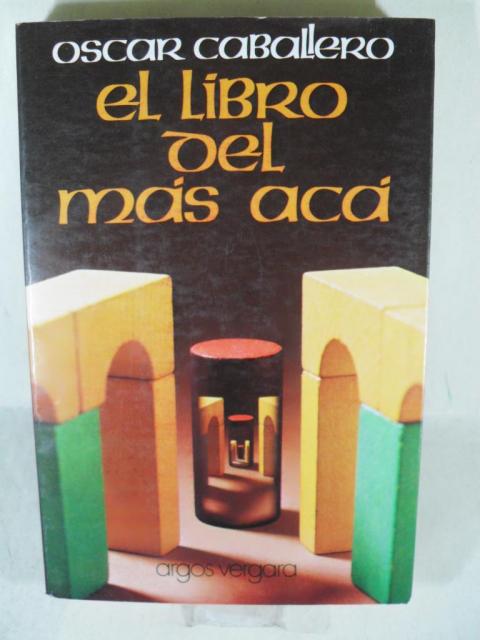 OSCAR CABALLERO
EL LIBRO
DEL
MÁS ACÁ
argos vergara